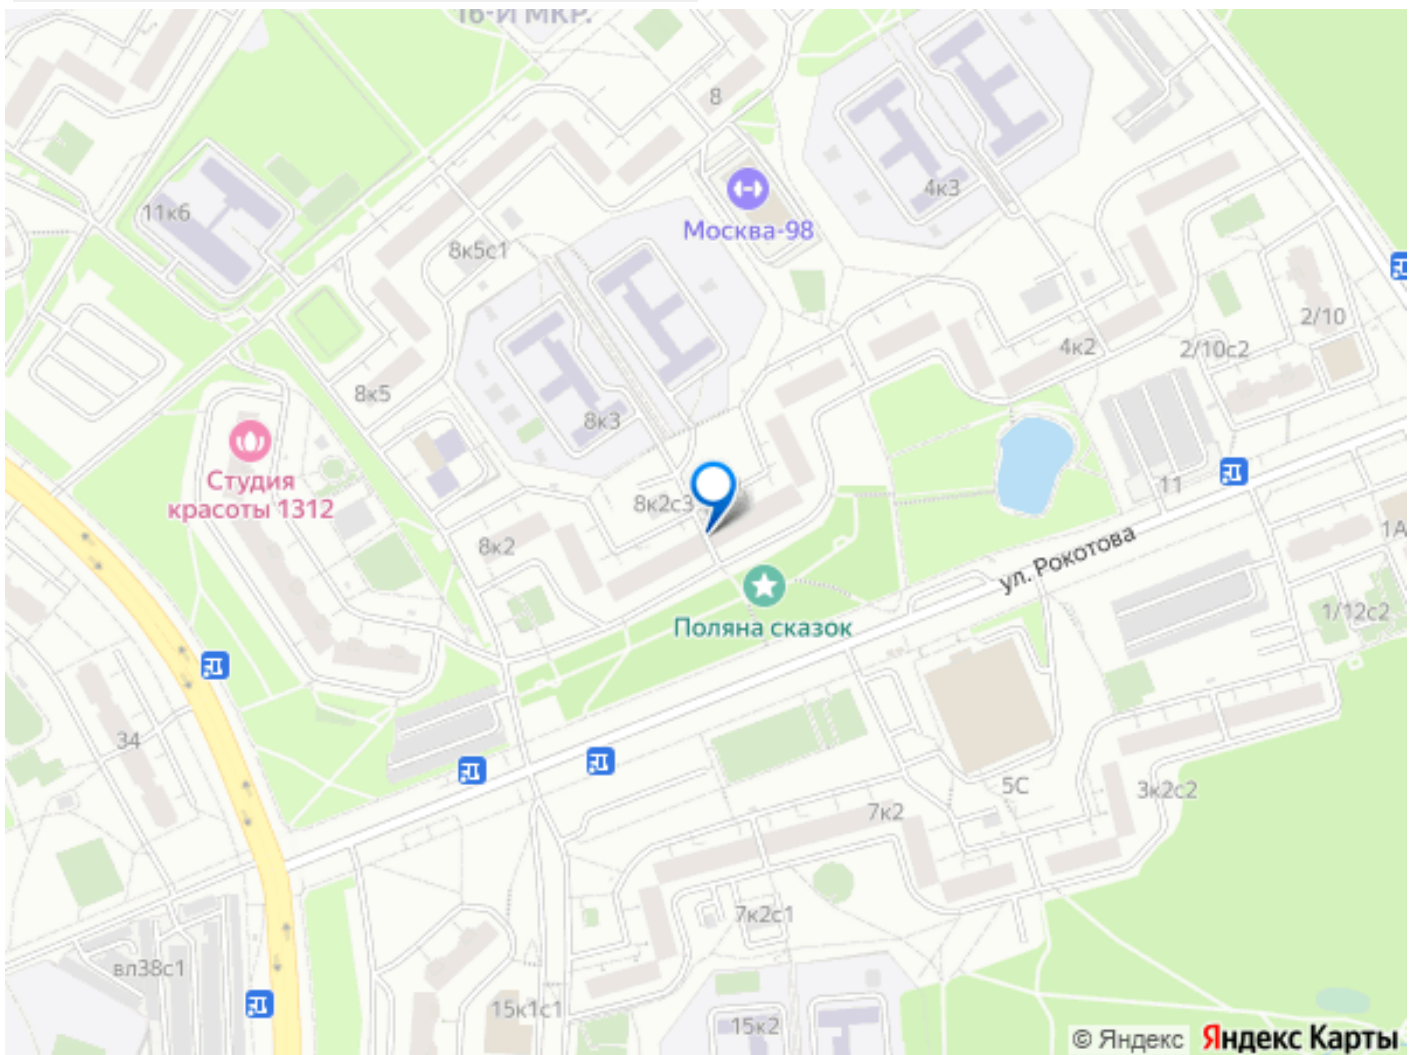 16-Й МКР.
8
11к6
4к3
Москва-98
8к5с1
2/10
4к2
2/10с2
8к5
8к3
Студия
красоты 1312
11
8к2с3
1А
ул. Рокотова
8к2
1/12с2
Поляна сказок
34
5С
3к2с2
7к2
7к2с1
вл38с1
15к1с1
15к2
© Яндекс Яндекс Карты